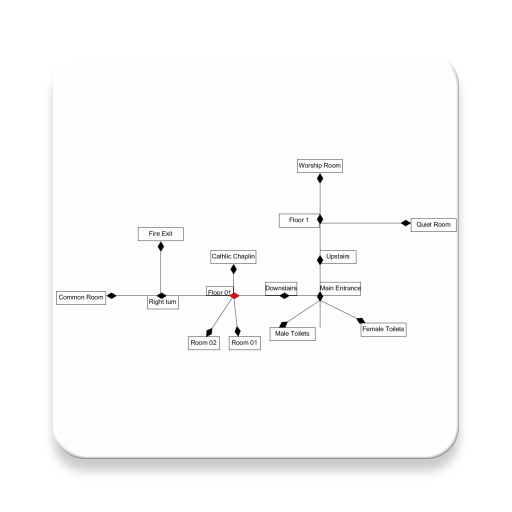 Worship Room
Floor 1
Quiet Room
Fire Exit
Cathlic Chaplin
Upstairs
Common Room
Right turn
Floor 01
Downstairs
Main Entrance
Room 02
Room 01
Male Toilets
Female Toilets